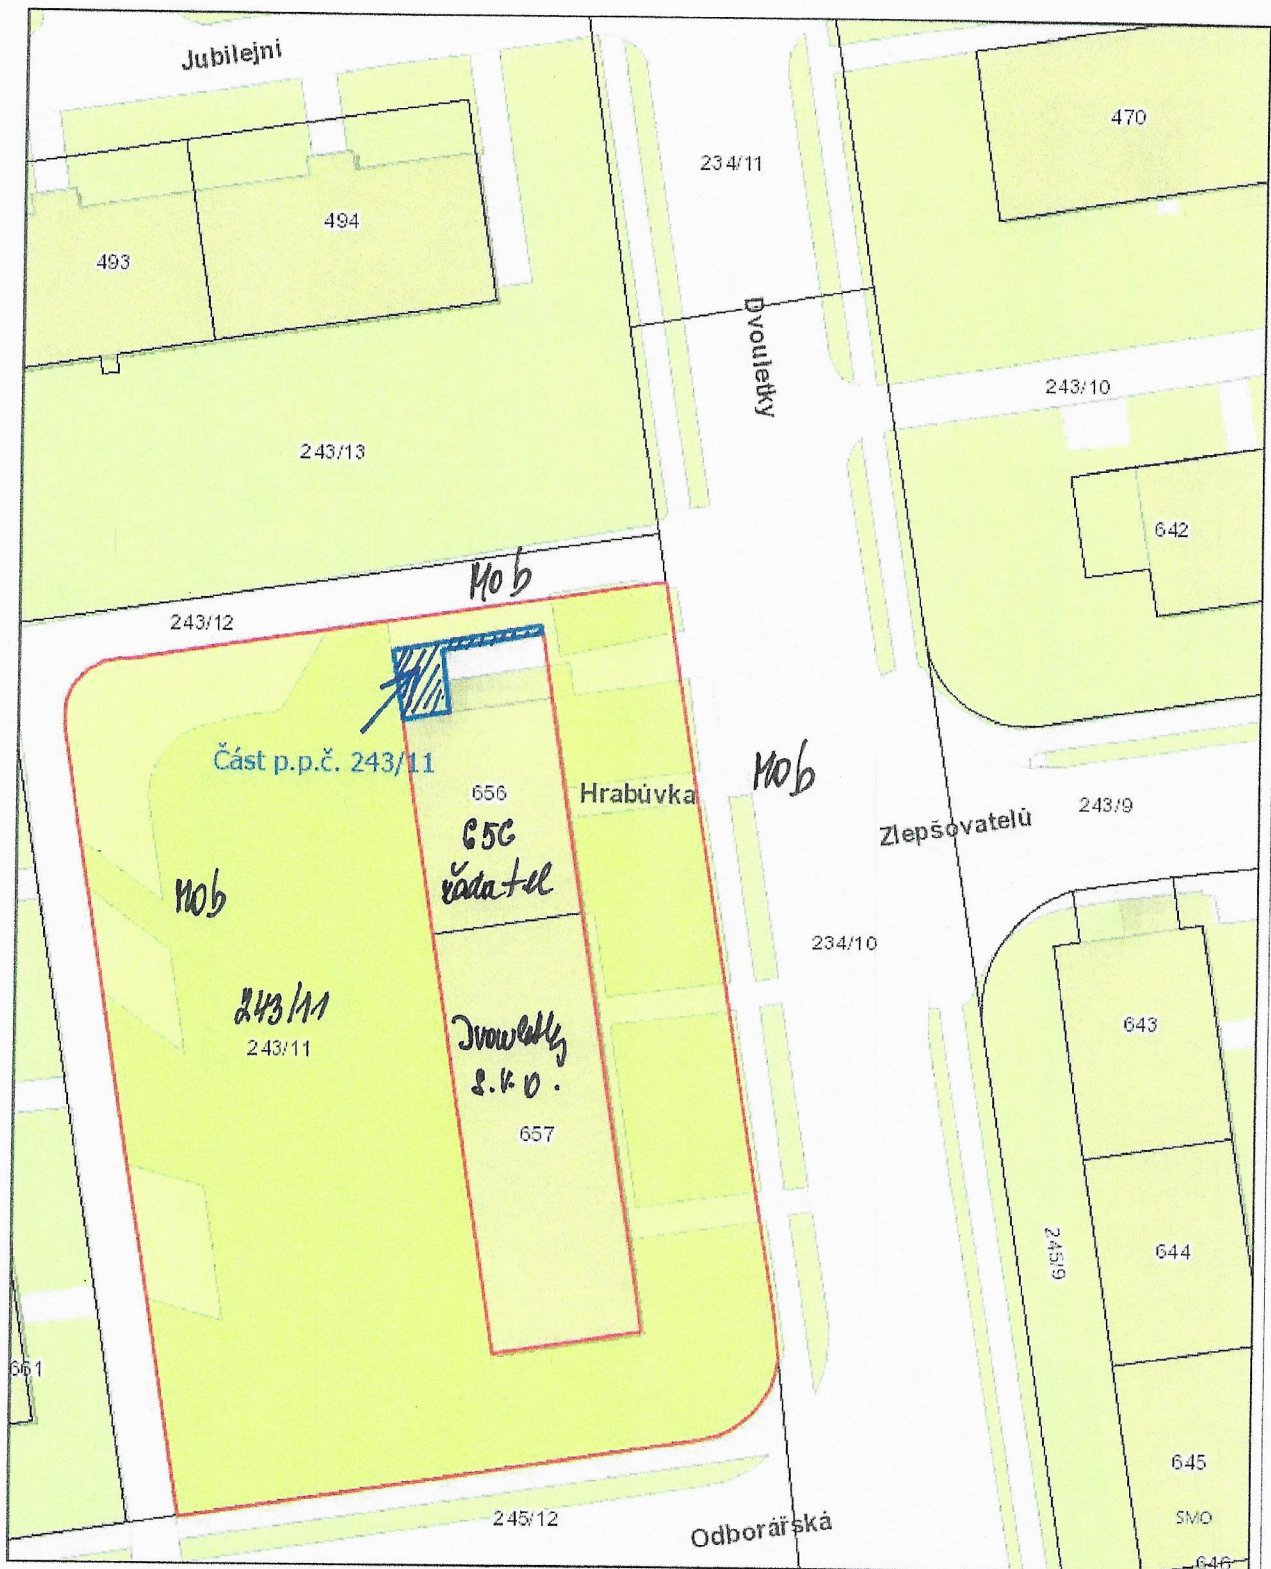 Jubilejní
470
234/11
494
493
Dvouletky
243/10
243/13
642
MOb
243/12
Část p.p.č. 243/11
MOb
656
Hrabůvka
243/9
Zlepšovatelů
656
žadatel
MOb
234/10
243/11
243/11
643
Dvouletky
S.V.D.
657
245/9
644
661
645
245/12
SMO
Odborářská
646